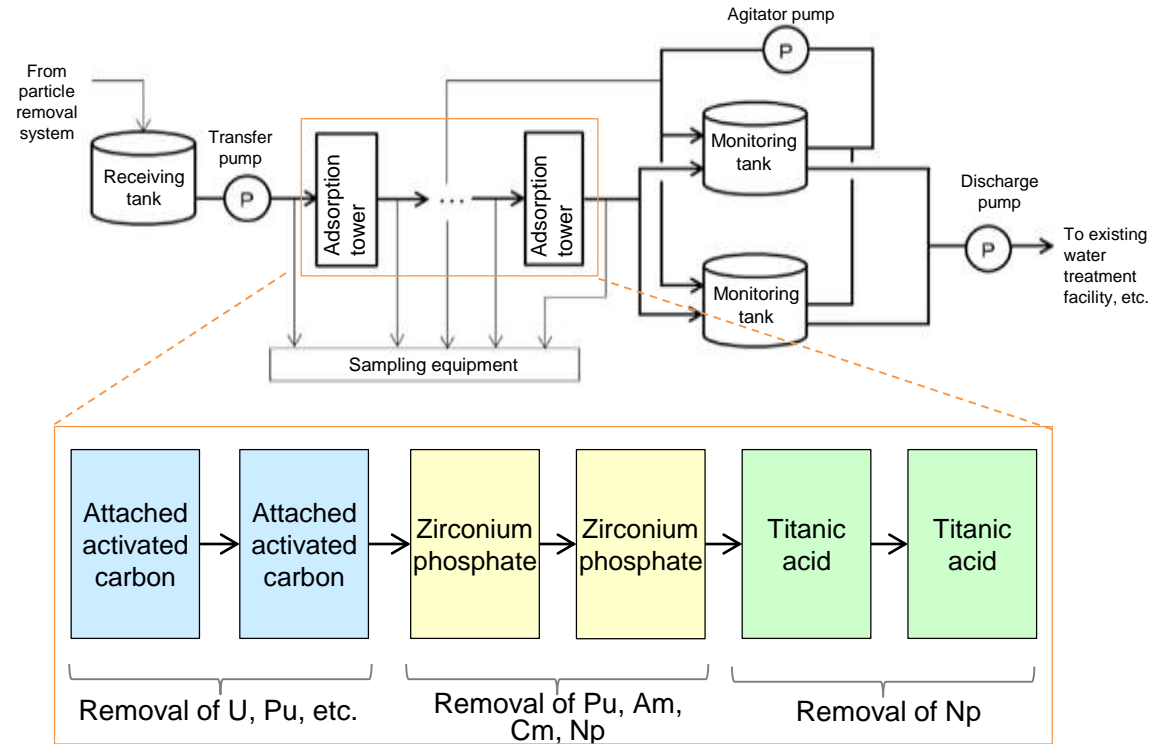 Agitator pump
P
From
particle
removal
system
Transfer
pump
Receiving
tank
P
Adsorption
tower
...
Adsorption
tower
Monitoring
tank
Monitoring
tank
Discharge
pump
P
To existing
water
treatment
facility, etc.
Sampling equipment
Attached
activated
carbon
Attached
activated
carbon
Zirconium
phosphate
Zirconium
phosphate
Titanic
acid
Titanic
acid
Removal of U, Pu, etc.
Removal of Pu, Am,
Cm, Np
Removal of Np